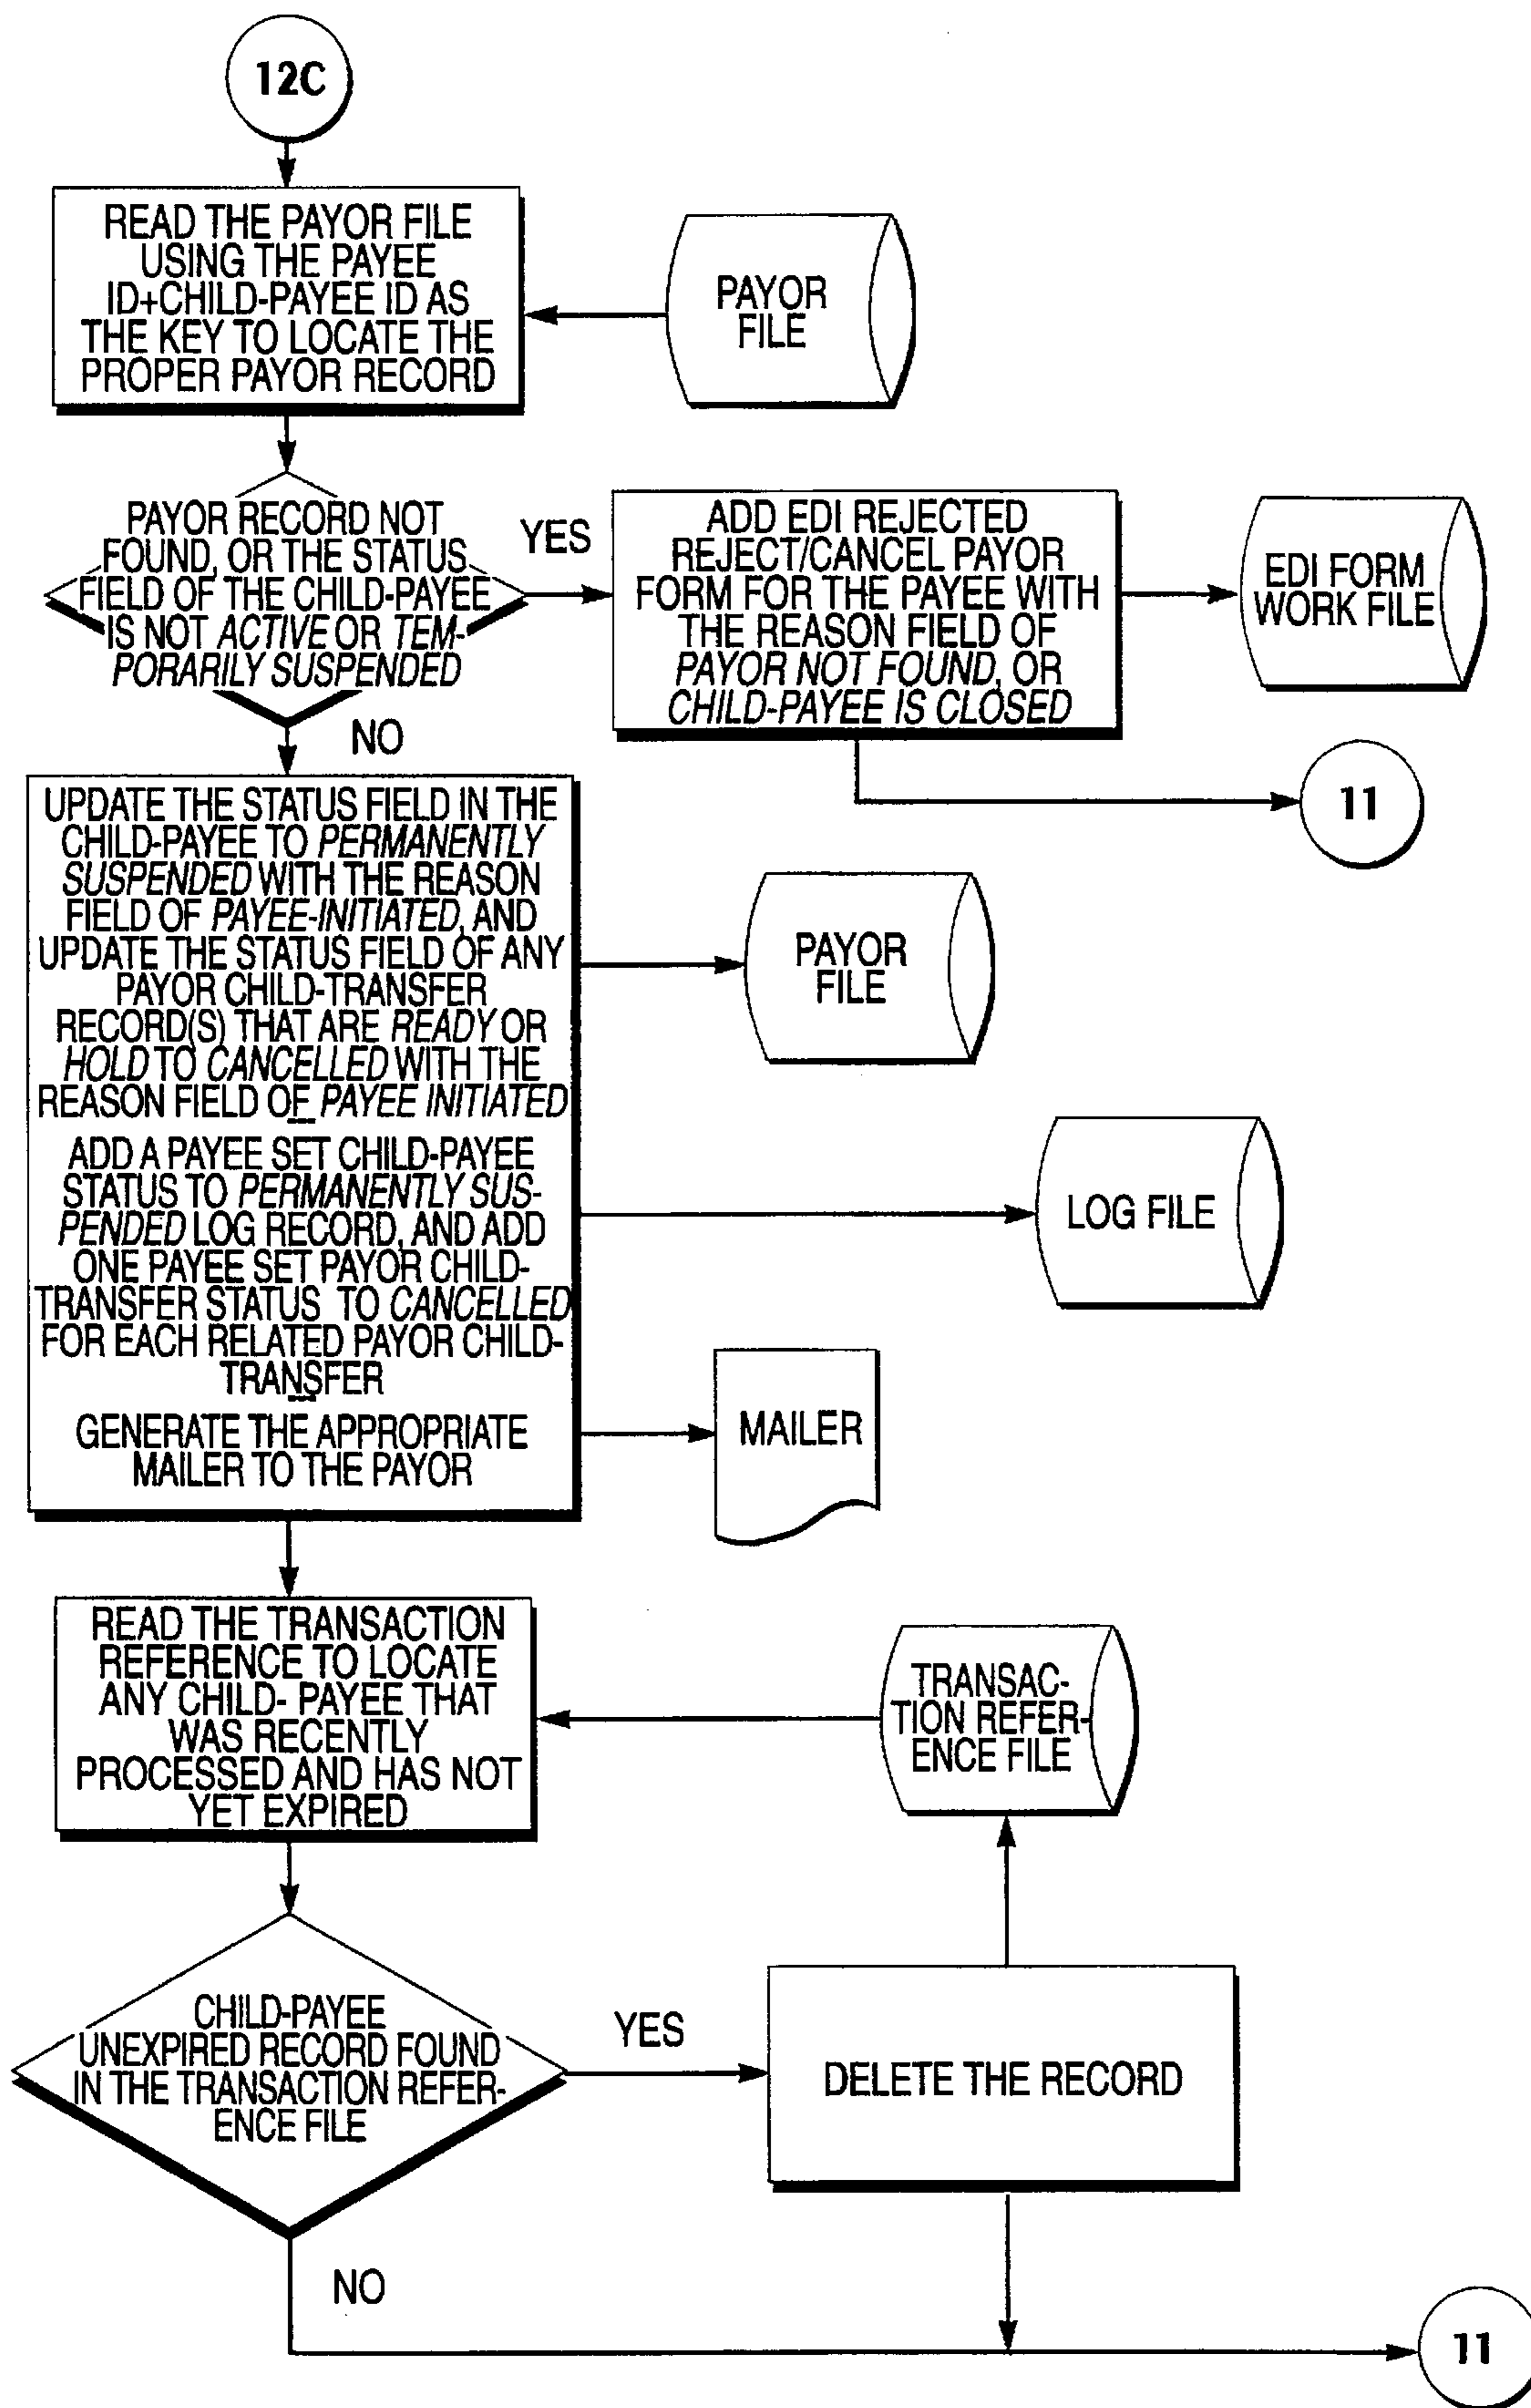 12C
READ THE PAYOR FILE
USING THE PAYEE
ID+CHILD-PAYEE ID AS
THE KEY TO LOCATE THE
PROPER PAYOR RECORD
PAYOR
FILE
PAYOR RECORD NOT
FOUND, OR THE STATUS
FIELD OF THE CHILD-PAYEE
IS NOT ACTIVE OR TEM-
PORARILY SUSPENDED
YES
ADD EDI REJECTED
REJECT/CANCEL PAYOR
FORM FOR THE PAYEE WITH
THE REASON FIELD OF
PAYOR NOT FOUND, OR
CHILD-PAYEE IS CLOSED
EDI FORM
WORK FILE
NO
11
UPDATE THE STATUS FIELD IN THE
CHILD-PAYEE TO PERMANENTLY
SUSPENDED WITH THE REASON
FIELD OF PAYEE-INITIATED, AND
UPDATE THE STATUS FIELD OF ANY
PAYOR CHILD-TRANSFER
RECORD(S) THAT ARE READY OR
HOLD TO CANCELLED WITH THE
REASON FIELD OF PAYEE INITIATED
PAYOR
FILE
ADD A PAYEE SET CHILD-PAYEE
STATUS TO PERMANENTLY SUS-
PENDED LOG RECORD, AND ADD
ONE PAYEE SET PAYOR CHILD-
TRANSFER STATUS TO CANCELLED
FOR EACH RELATED PAYOR CHILD-
TRANSFER
LOG FILE
GENERATE THE APPROPRIATE
MAILER TO THE PAYOR
MAILER
READ THE TRANSACTION
REFERENCE TO LOCATE
ANY CHILD- PAYEE THAT
WAS RECENTLY
PROCESSED AND HAS NOT
YET EXPIRED
TRANSAC-
TION REFER-
ENCE FILE
CHILD-PAYEE
UNEXPIRED RECORD FOUND
IN THE TRANSACTION REFER-
ENCE FILE
YES
DELETE THE RECORD
NO
11